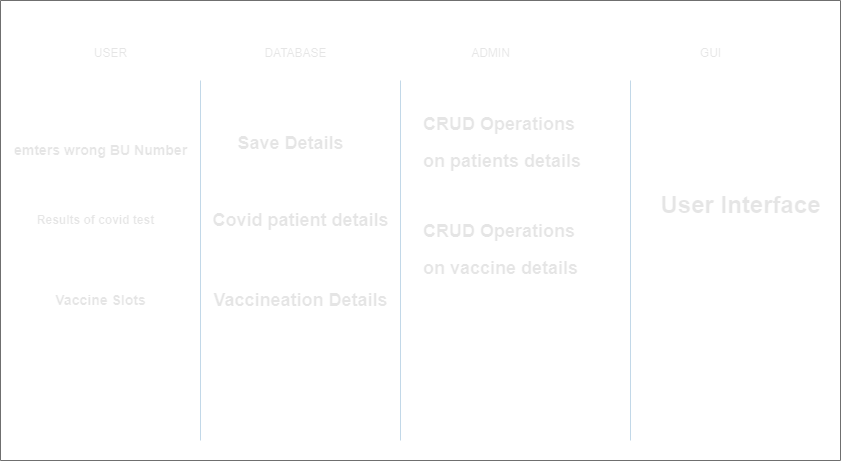 USER
DATABASE
ADMIN
GUI
emters wrong BU Number
Results of covid test
Vaccine Slots
Save Details
Covid patient details
Vaccineation Details
CRUD Operations
on patients details
CRUD Operations
on vaccine details
User Interface